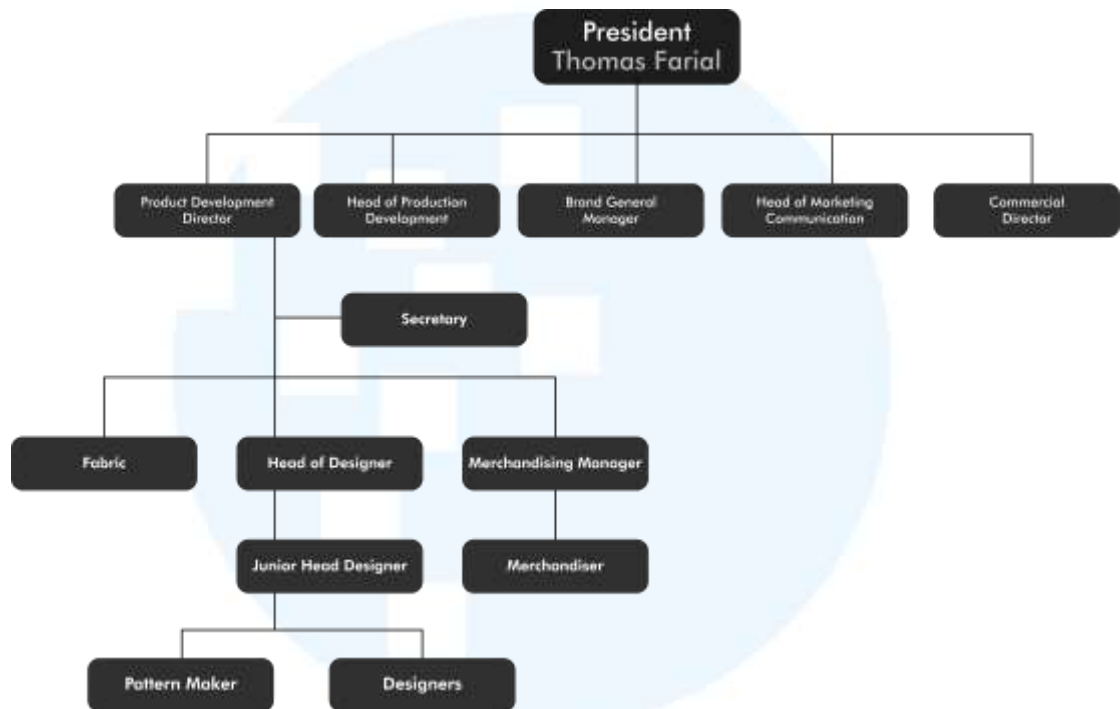 President
Thomas Farial
Product Development
Director
Head of Production
Development
Brand General
Manager
Head of Marketing
Communication
Commercial
Director
Secretary
Fabric
Head of Designer
Merchandising Manager
Junior Head Designer
Merchandiser
Pattern Maker
Designers